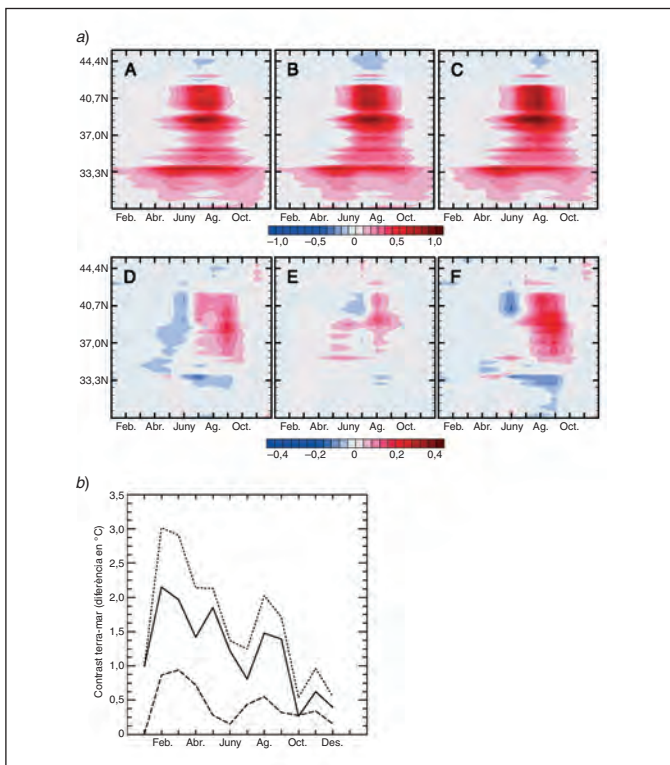 a)
A B C
44,4N
40,7N
37,0N
33,3N
Feb. Abr. Juny Ag. Oct. Feb. Abr. Juny Ag. Oct. Feb. Abr. Juny Ag. Oct.
–1,0 –0,5 0 0,5 1,0
D E F
44,4N
40,7N
37,0N
33,3N
Feb. Abr. Juny Ag. Oct. Feb. Abr. Juny Ag. Oct. Feb. Abr. Juny Ag. Oct.
–0,4 –0,2 0 0,2 0,4
b)
Contrast terra-mar (diferència en °C)
3,5
3,0
2,5
2,0
1,5
1,0
0,5
0
Feb. Abr. Juny Ag. Oct. Des.